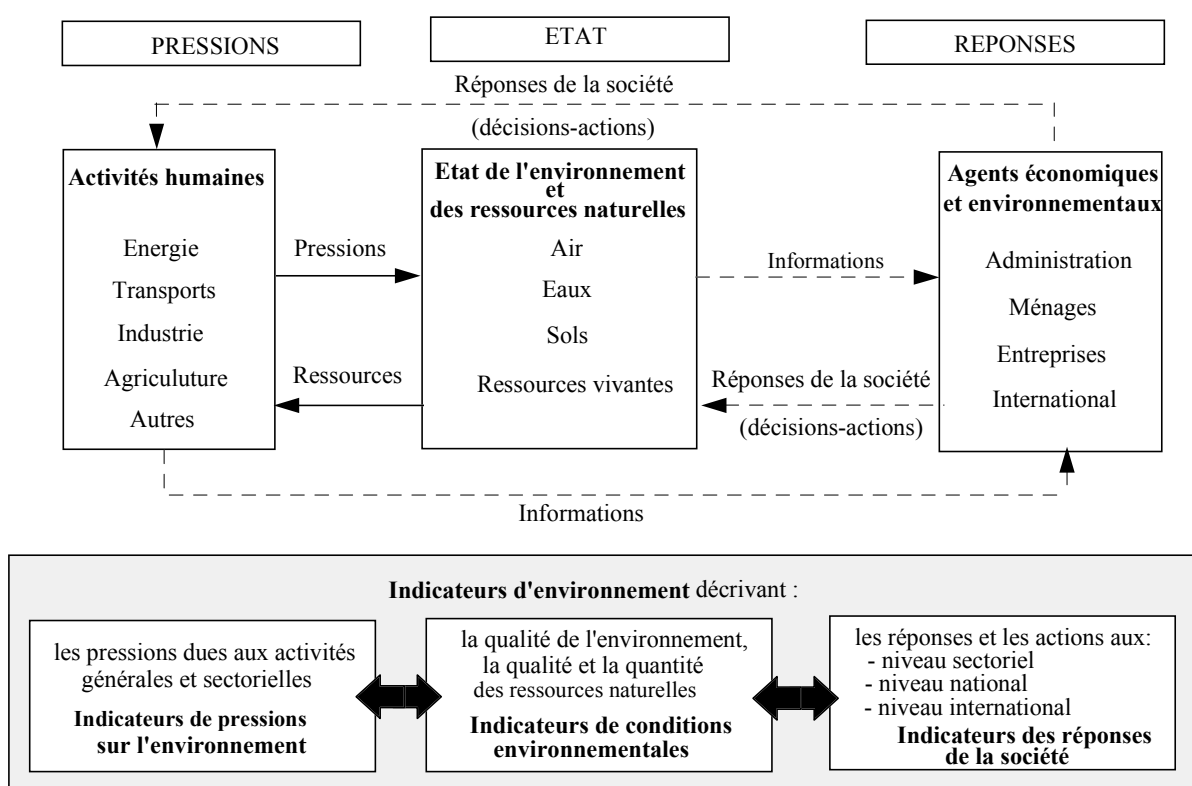 PRESSIONS
ETAT
REPONSES
Réponses de la société
(décisions-actions)
Activités humaines
Energie
Transports
Industrie
Agriculuture
Autres
Pressions
Ressources
Etat de l'environnement
et
des ressources naturelles
Air
Eaux
Sols
Ressources vivantes
Informations
Réponses de la société
(décisions-actions)
Agents économiques
et environnementaux
Administration
Ménages
Entreprises
International
Informations
Indicateurs d'environnement décrivant :
les pressions dues aux activités
générales et sectorielles
Indicateurs de pressions
sur l'environnement
la qualité de l'environnement,
la qualité et la quantité
des ressources naturelles
Indicateurs de conditions
environnementales
les réponses et les actions aux:
- niveau sectoriel
- niveau national
- niveau international
Indicateurs des réponses
de la société